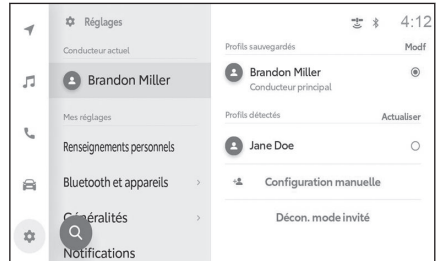 Réglages
4:12
Conducteur actuel
Brandon Miller
Mes réglages
Renseignements personnels
Bluetooth et appareils
Généralités
Notifications
Profils sauvegardés
Modf
Brandon Miller
Conducteur principal
Profils détectés
Actualiser
Jane Doe
Configuration manuelle
Décon. mode invité